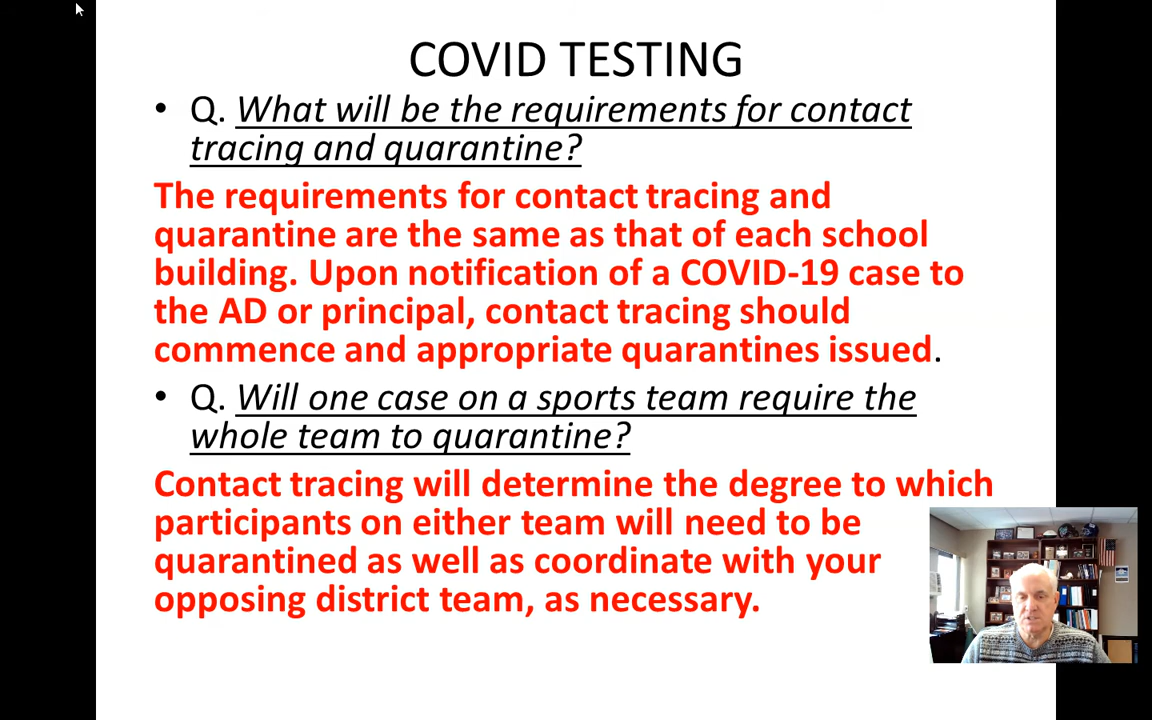 COVID TESTING
• Q. What will be the requirements for contact
tracing and quarantine?
The requirements for contact tracing and
quarantine are the same as that of each school
building. Upon notification of a COVID-19 case to
the AD or principal, contact tracing should
commence and appropriate quarantines issued.
• Q. Will one case on a sports team require the
whole team to quarantine?
Contact tracing will determine the degree to which
participants on either team will need to be
quarantined as well as coordinate with your
opposing district team, as necessary.